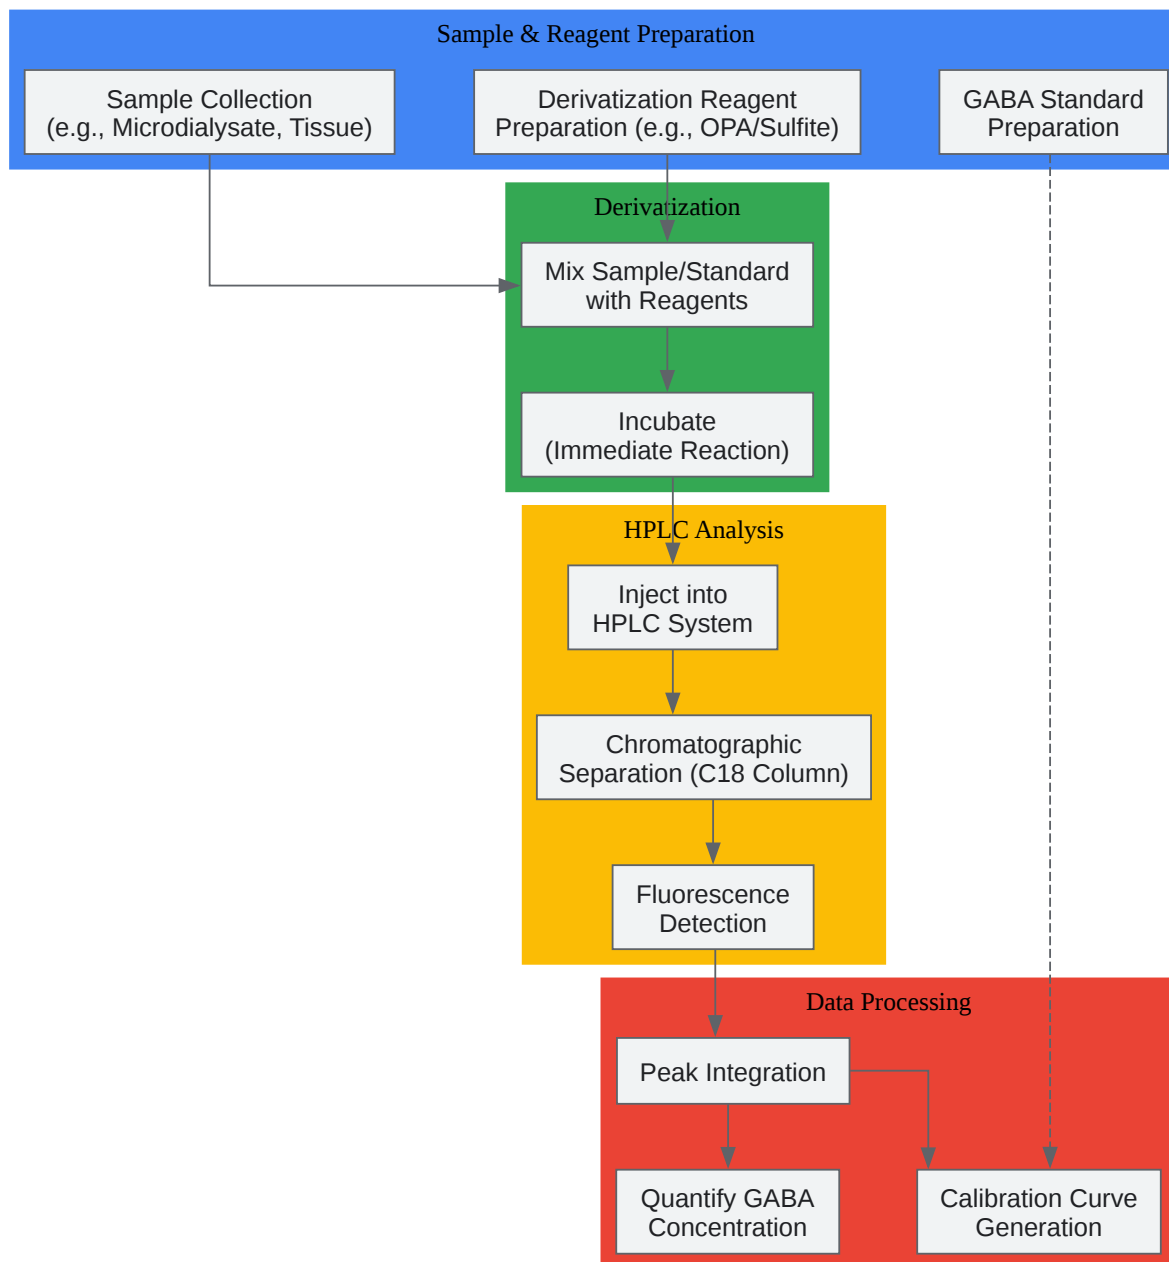 Sample & Reagent Preparation
Sample Collection
(e.g., Microdialysate, Tissue)
Derivatization Reagent
Preparation (e.g., OPA/Sulfite)
GABA Standard
Preparation
Derivatization
Mix Sample/Standard
with Reagents
Incubate
(Immediate Reaction)
HPLC Analysis
Inject into
HPLC System
Chromatographic
Separation (C18 Column)
Fluorescence
Detection
Data Processing
Peak Integration
Quantify GABA
Concentration
Calibration Curve
Generation